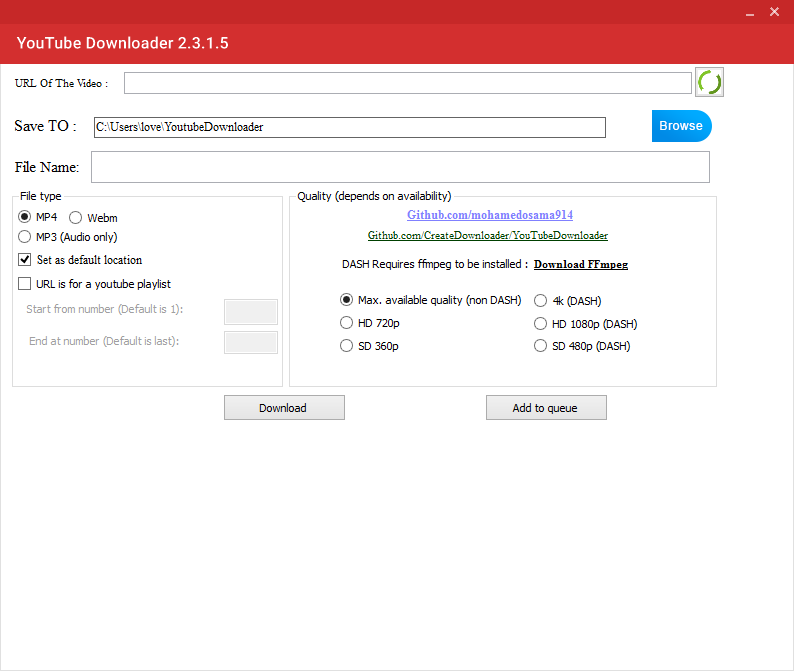 YouTube Downloader 2.3.1.5
URL Of The Video :
Save TO : C:\Users\love\YoutubeDownloader Browse
File Name:
File type
MP4 Webm
MP3 (Audio only)
Set as default location
URL is for a youtube playlist
Start from number (Default is 1):
End at number (Default is last):
Quality (depends on availability)
Github.com/mohamedosama914
Github.com/CreateDownloader/YouTubeDownloader
DASH Requires ffmpeg to be installed : Download FFmpeg
Max. available quality (non DASH) 4k (DASH)
HD 720p HD 1080p (DASH)
SD 360p SD 480p (DASH)
Download Add to queue